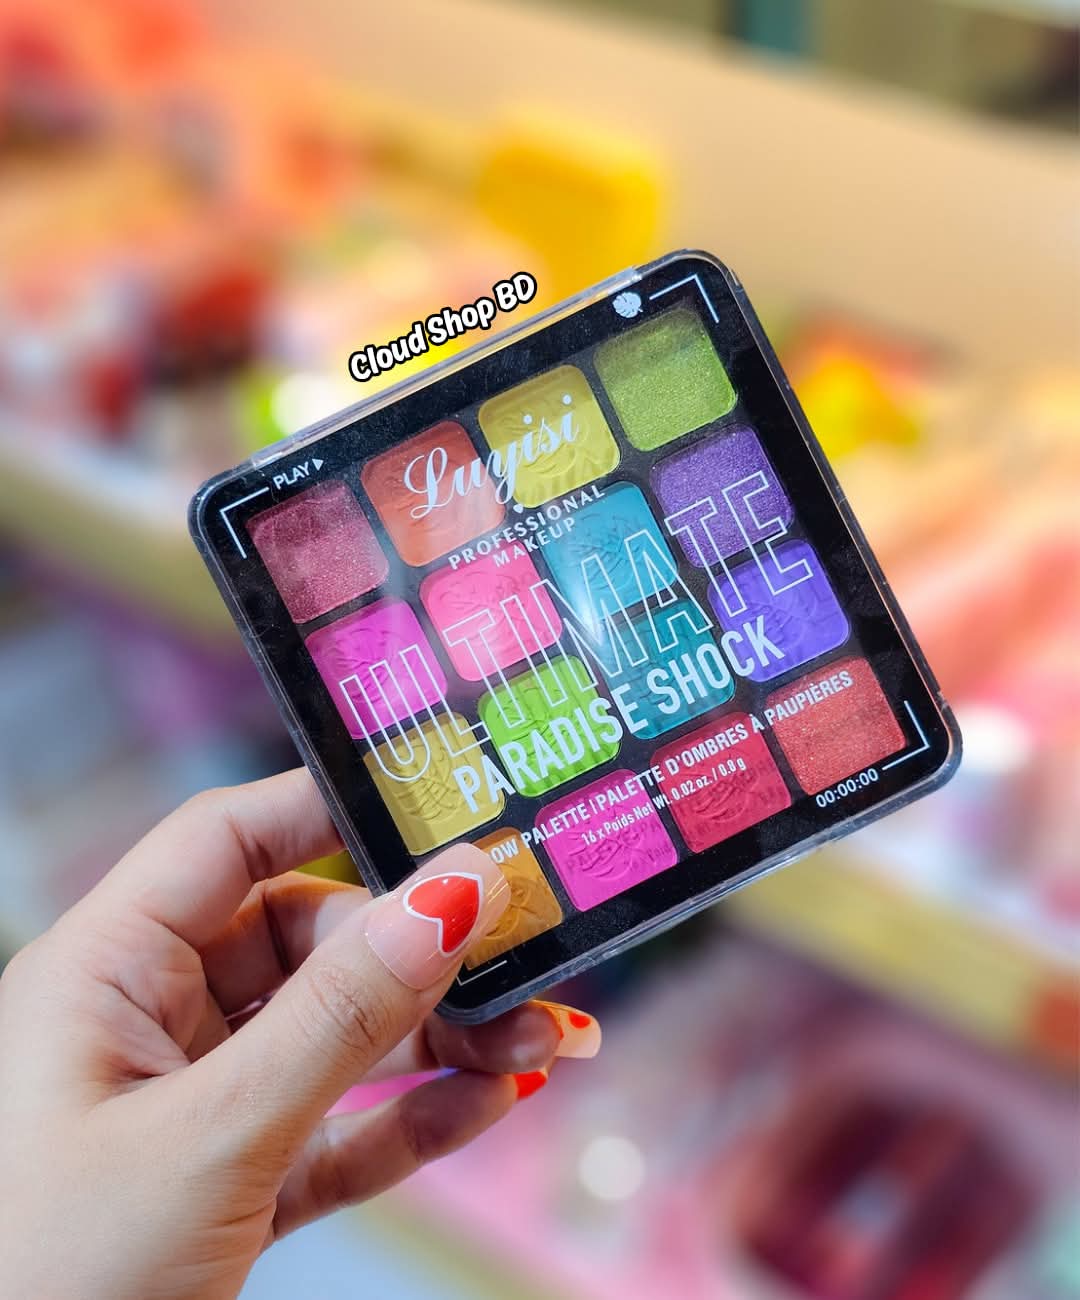 Cloud Shop BD
PLAY
Luyisi
PROFESSIONAL
MAKEUP
ULTIMATE
PARADISE SHOCK
OW PALETTE | PALETTE D'OMBRES À PAUPIÈRES
16 x Poids Net Wt. 0.02 oz. / 0.8 g
00:00:00